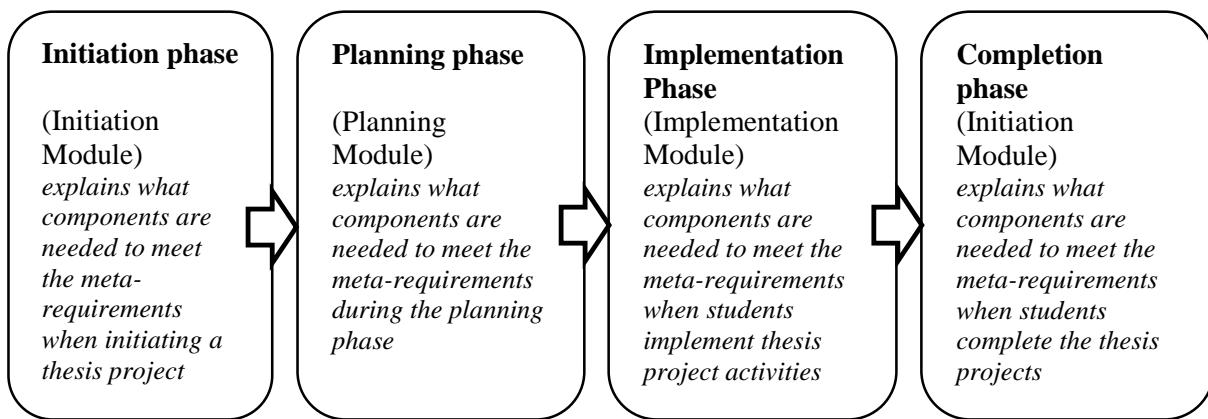 Initiation phase
(Initiation
Module)
explains what
components are
needed to meet
the meta-
requirements
when initiating a
thesis project
Planning phase
(Planning
Module)
explains what
components are
needed to meet the
meta-requirements
during the planning
phase
Implementation
Phase
(Implementation
Module)
explains what
components are
needed to meet the
meta-requirements
when students
implement thesis
project activities
Completion
phase
(Initiation
Module)
explains what
components are
needed to meet the
meta-requirements
when students
complete the thesis
projects